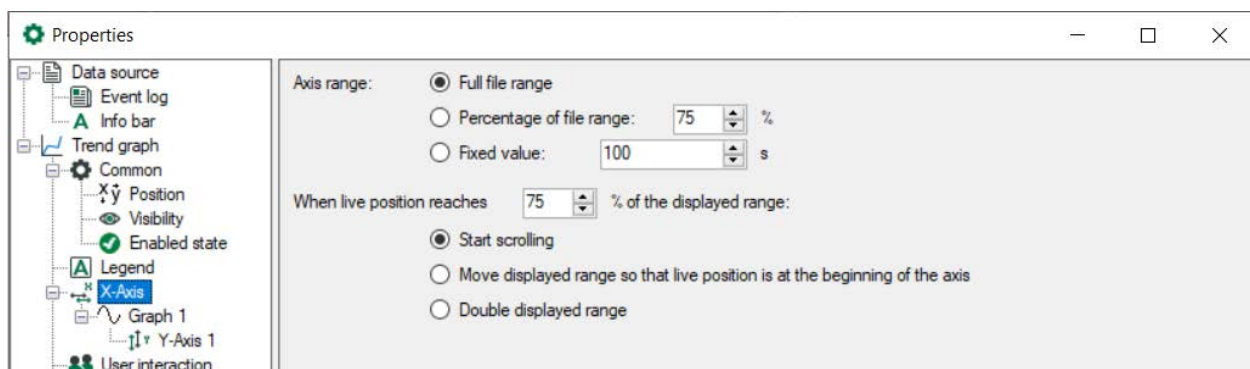 Properties
Data source
Event log
A Info bar
Trend graph
Common
Position
Visibility
Enabled state
A Legend
X-Axis
Graph 1
Y-Axis 1
User interaction
Axis range: Full file range
Percentage of file range: 75 %
Fixed value: 100 s
When live position reaches 75 % of the displayed range:
Start scrolling
Move displayed range so that live position is at the beginning of the axis
Double displayed range